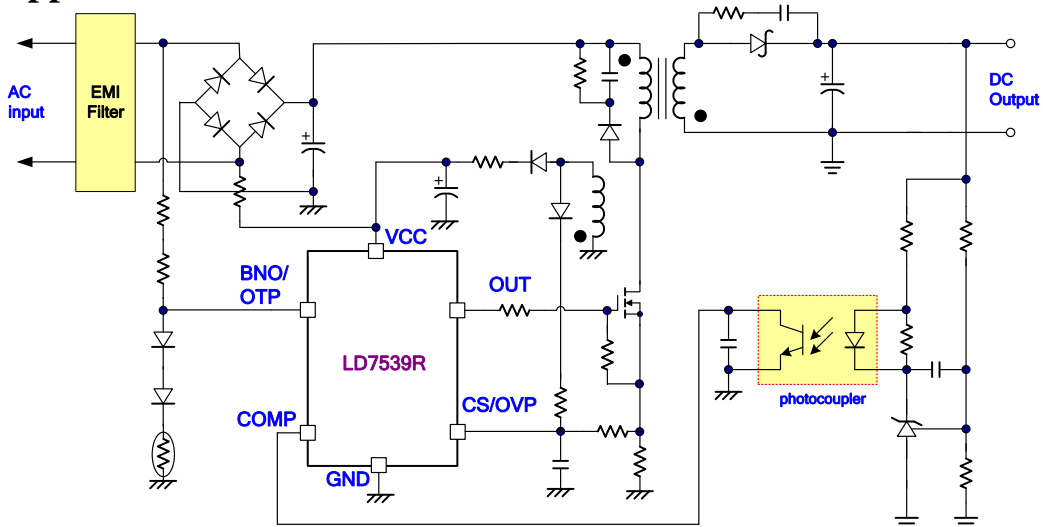 AC
input
EMI
Filter
DC
Output
VCC
BNO/
OTP
OUT
LD7539R
COMP
CS/OVP
GND
photocoupler
+
+
+